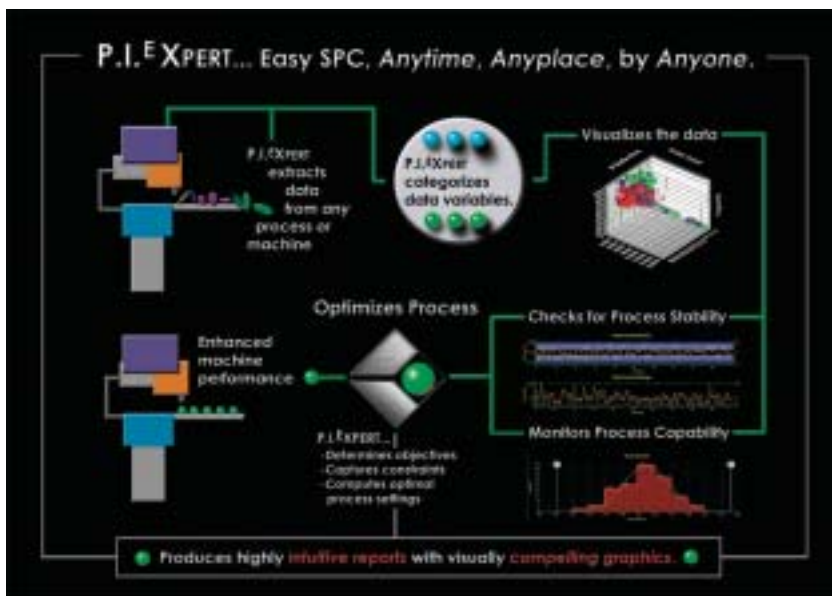 P.I.EXPERT... Easy SPC, Anytime, Anyplace, by Anyone.
P.I.EXPERT
extracts
data
from any
process or
machine
P.I.EXPERT
categorizes
data variables.
Visualizes the data
Optimizes Process
Checks for Process Stability
Enhanced
machine
performance
Monitors Process Capability
P.I.EXPERT...
-Determines objectives
-Captures constraints
-Computes optimal
process settings
Produces highly intuitive reports with visually compelling graphics.